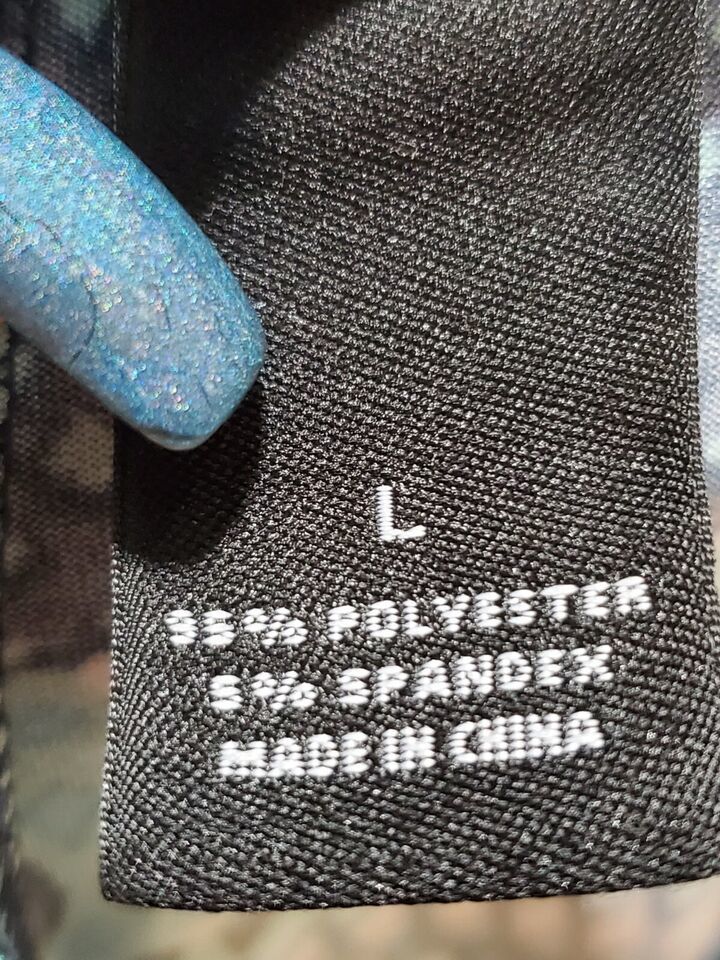 L
95% POLYESTER
5% SPANDEX
MADE IN CHINA